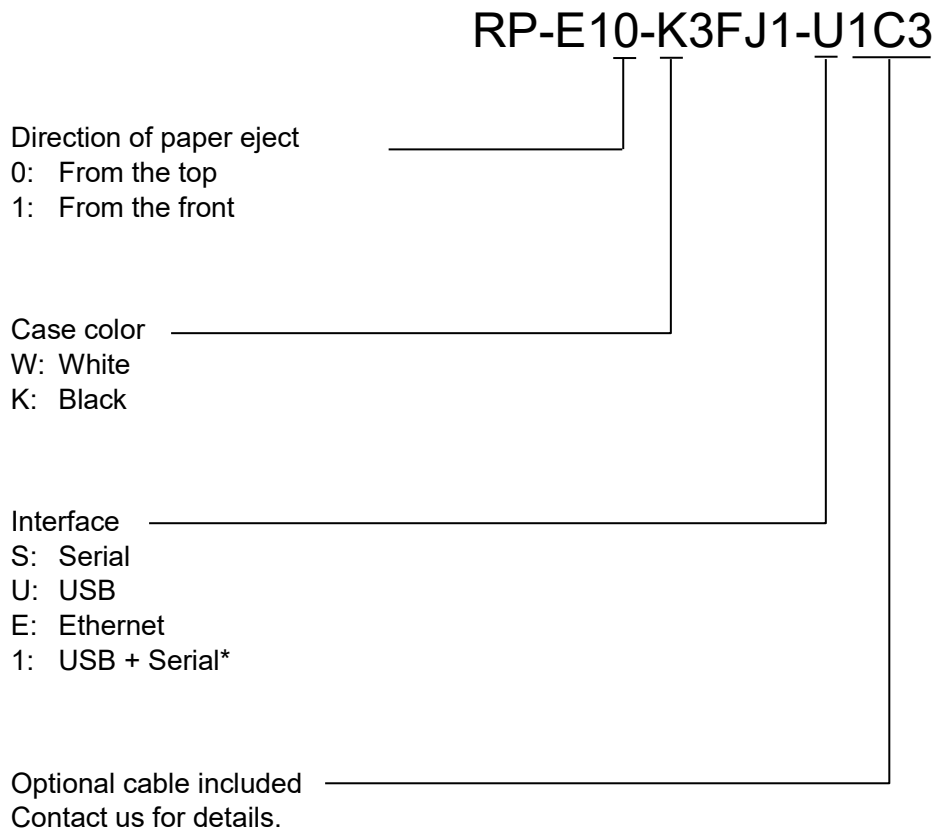 RP-E10-K3FJ1-U1C3
Direction of paper eject
0: From the top
1: From the front
Case color
W: White
K: Black
Interface
S: Serial
U: USB
E: Ethernet
1: USB + Serial*
Optional cable included
Contact us for details.